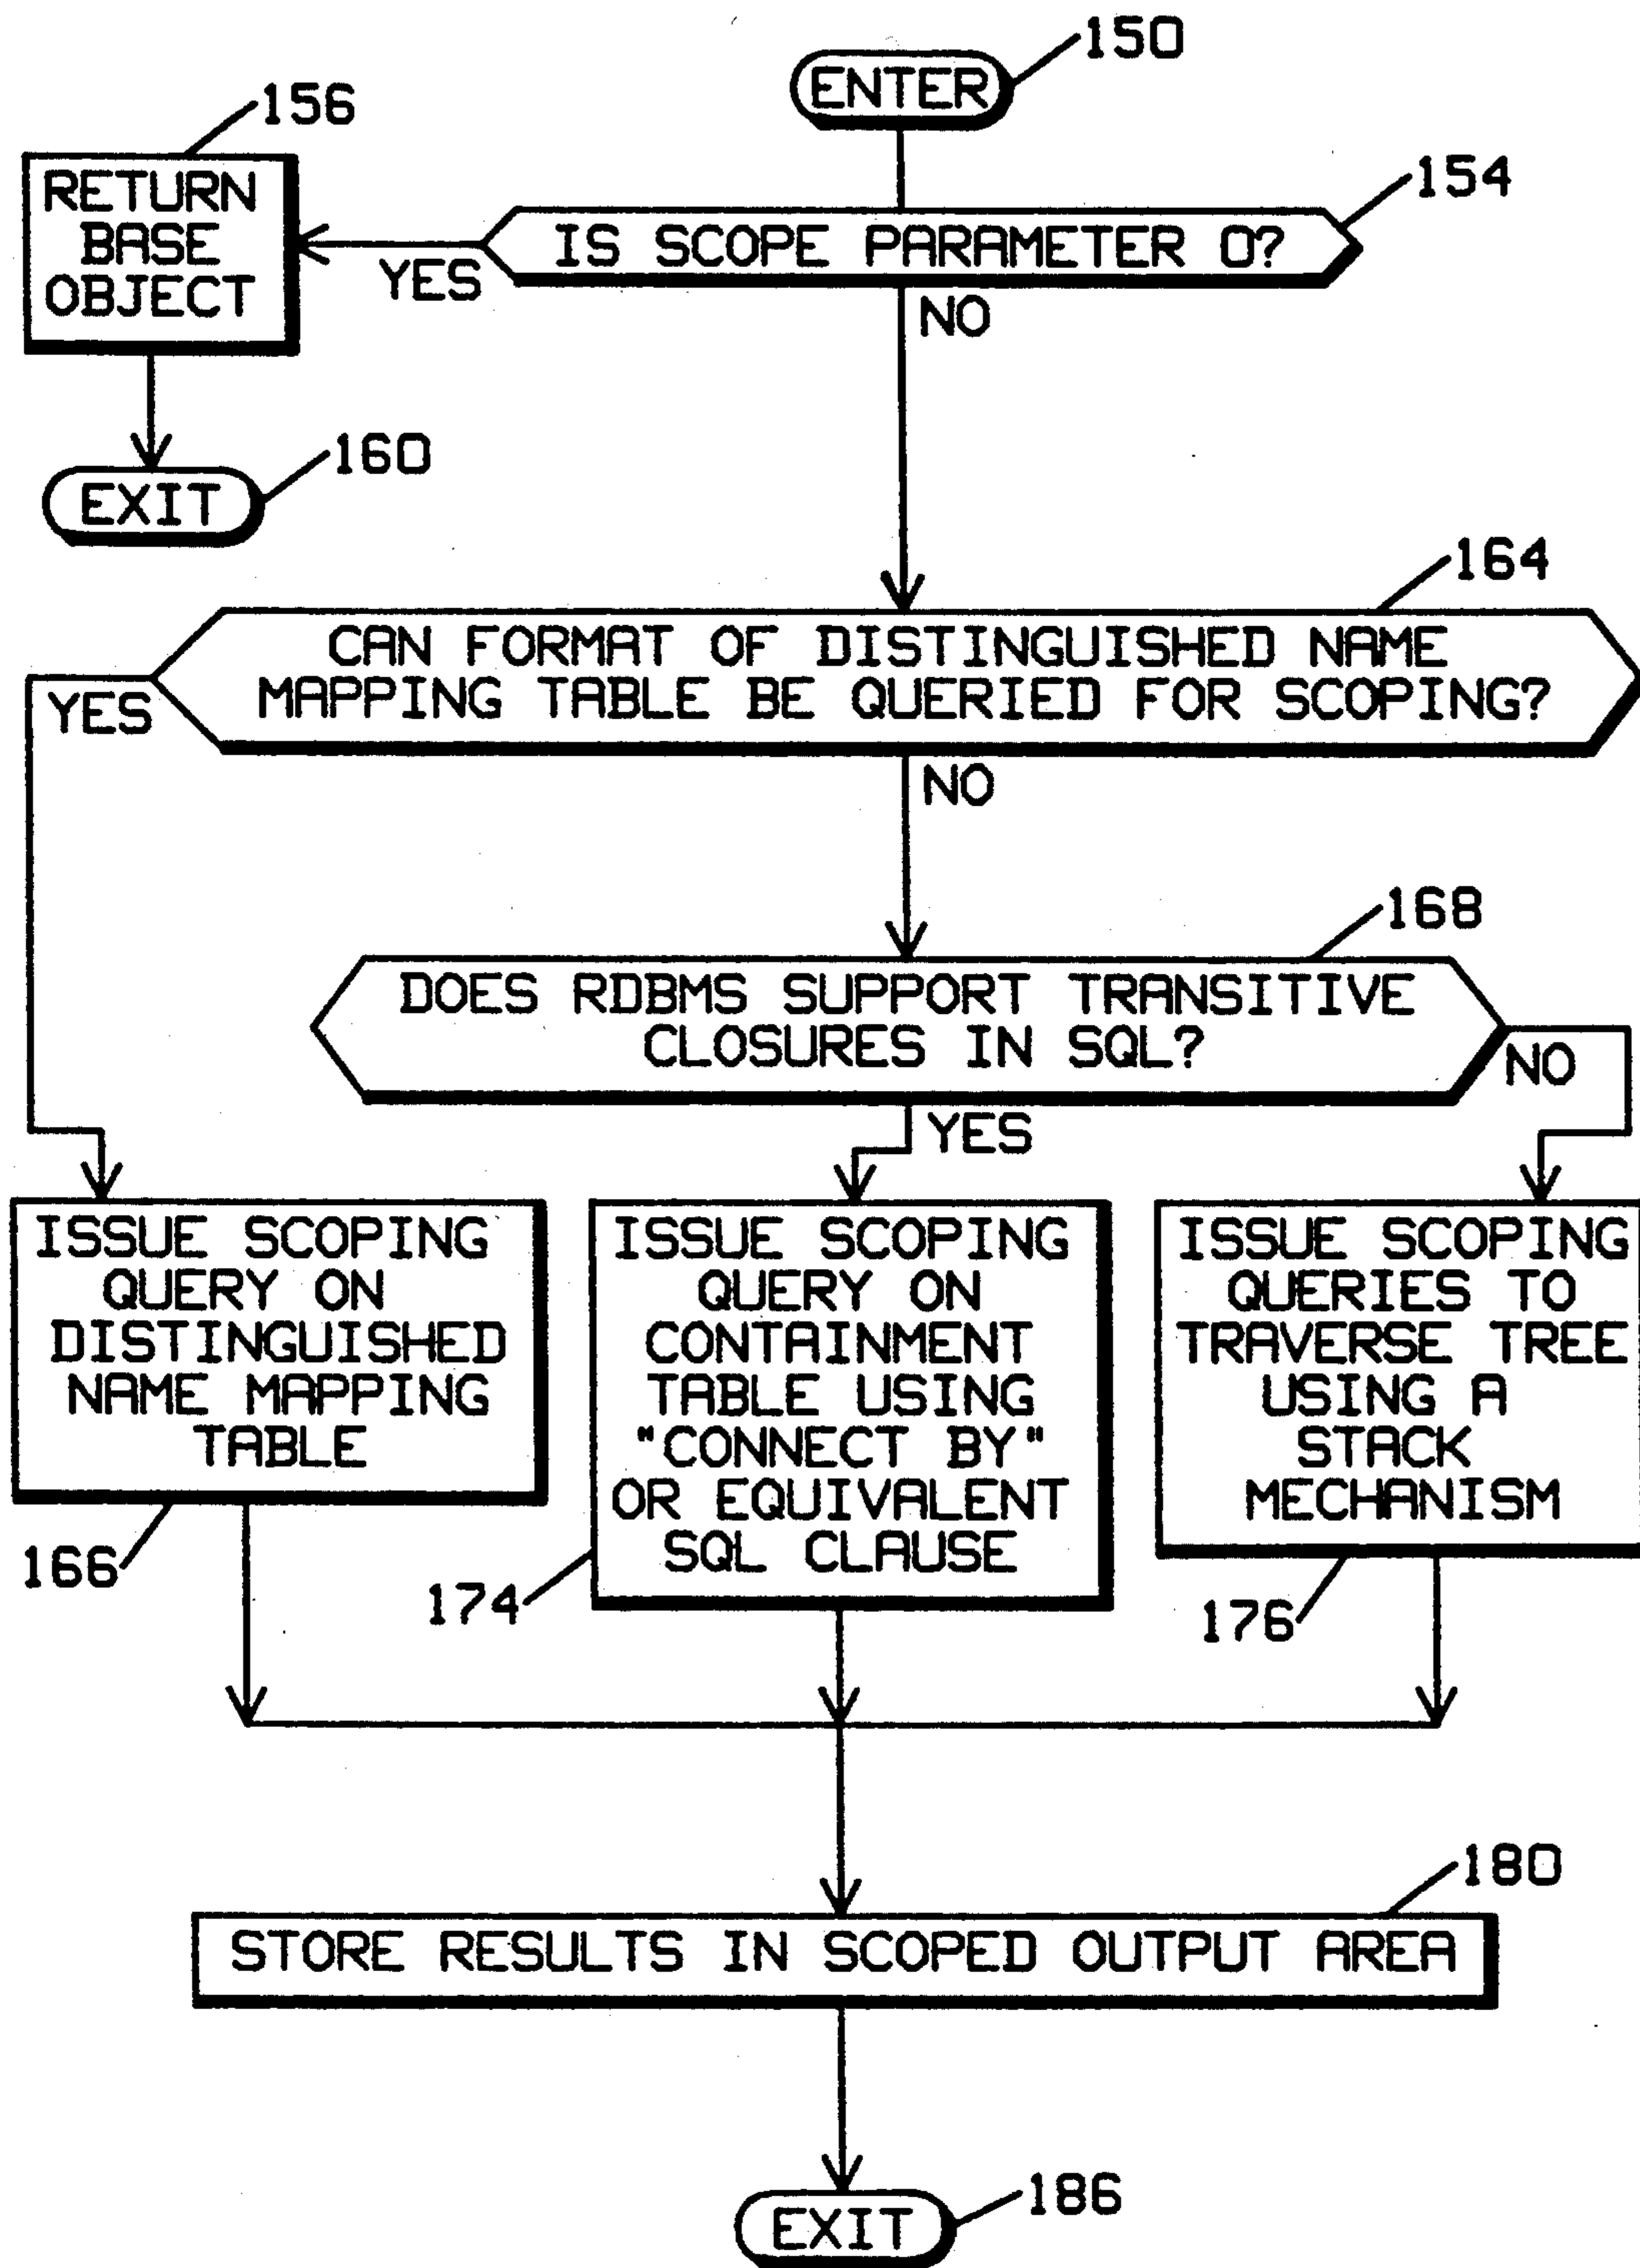 150
ENTER
156
RETURN
BASE
OBJECT
154
IS SCOPE PARAMETER 0?
YES
NO
160
EXIT
164
CAN FORMAT OF DISTINGUISHED NAME
MAPPING TABLE BE QUERIED FOR SCOPING?
YES
NO
168
DOES RDBMS SUPPORT TRANSITIVE
CLOSURES IN SQL?
NO
YES
ISSUE SCOPING
QUERY ON
DISTINGUISHED
NAME MAPPING
TABLE
166
ISSUE SCOPING
QUERY ON
CONTAINMENT
TABLE USING
"CONNECT BY"
OR EQUIVALENT
SQL CLAUSE
174
ISSUE SCOPING
QUERIES TO
TRAVERSE TREE
USING A
STACK
MECHANISM
176
180
STORE RESULTS IN SCOPED OUTPUT AREA
186
EXIT